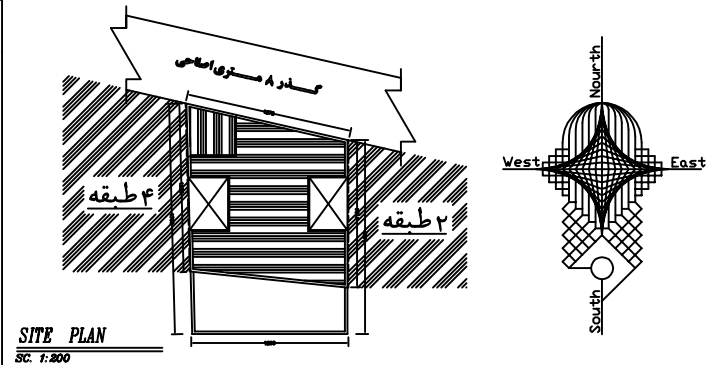 گذر ۸ متری اصلاحی
۴ طبقه
۲ طبقه
SITE PLAN
SC. 1:200
Nourth
West
East
South